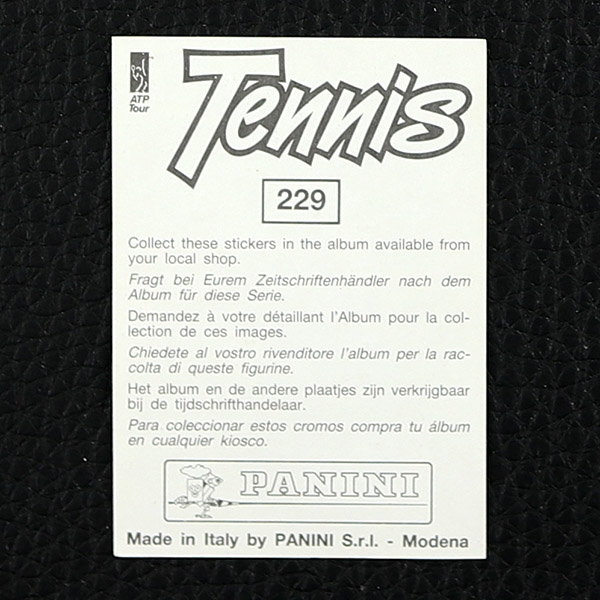 ATP
Tour
Tennis
229
Collect these stickers in the album available from
your local shop.
Fragt bei Eurem Zeitschriftenhändler nach dem
Album für diese Serie.
Demandez à votre détaillant l'Album pour la col-
lection de ces images.
Chiedete al vostro rivenditore l'album per la rac-
colta di queste figurine.
Het album en de andere plaatjes zijn verkrijgbaar
bij de tijdschrifthandelaar.
Para coleccionar estos cromos compra tu álbum
en cualquier kiosco.
PANINI
Made in Italy by PANINI S.r.l. - Modena